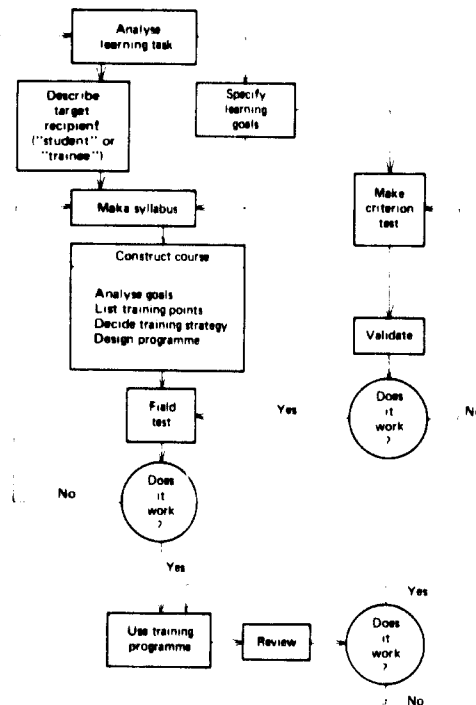 Analyse
learning task
Describe
target
recipient
("student" or
"trainee")
Specify
learning
goals
Maka syllabus
Make
criterion
test
Construct course
Analyse goals
List training points
Decide training strategy
Design programme
Validate
Field
test
Yes
Does
it
work
?
No
No
Does
it
work
?
Yes
Yes
Use training
programme
Review
Does
it
work
?
No